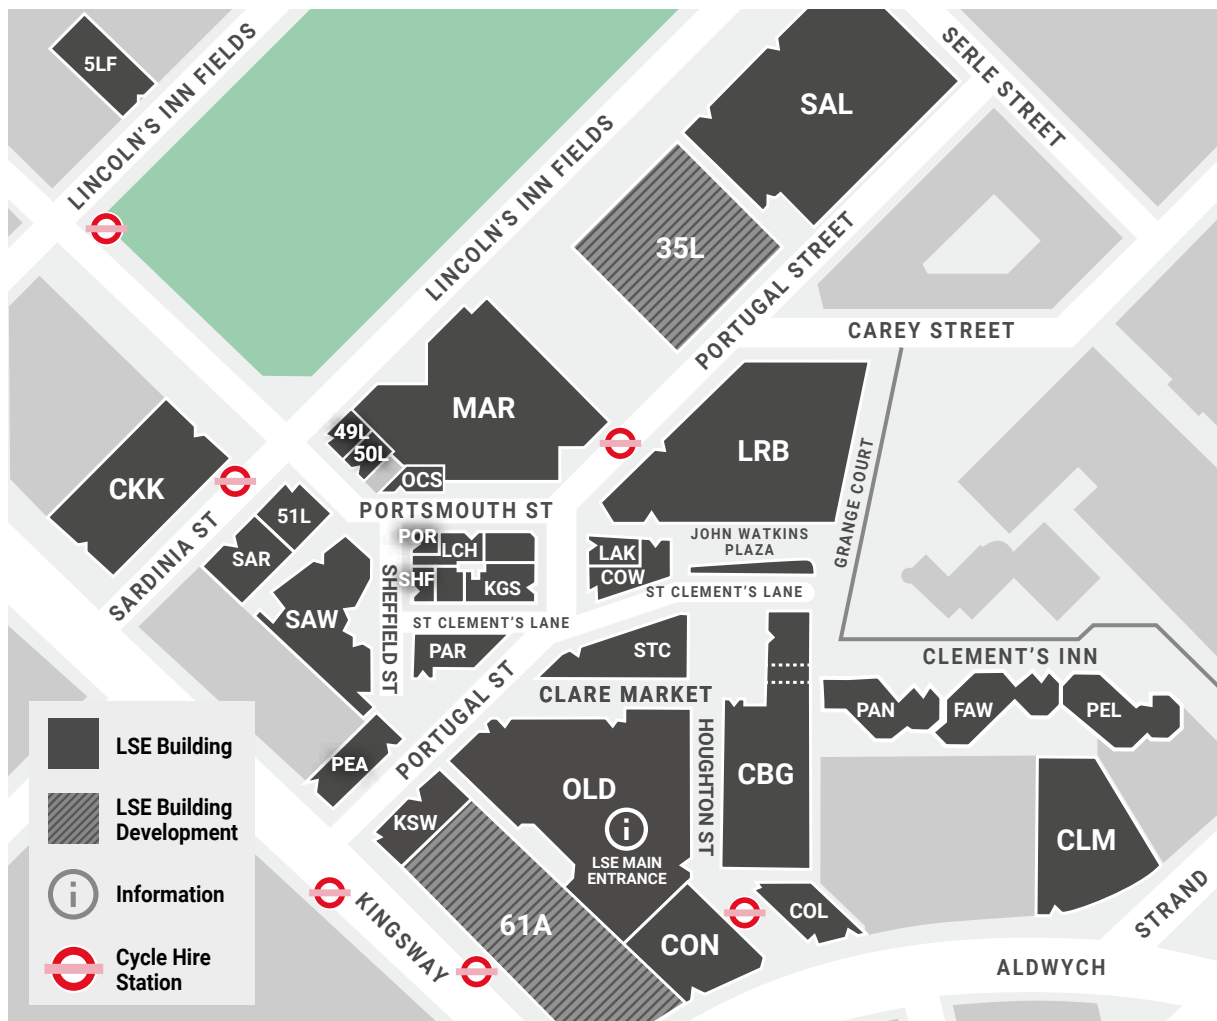 5LF
LINCOLN'S INN FIELDS
SERLE STREET
SAL
LINCOLN'S INN FIELDS
35L
PORTUGAL STREET
CAREY STREET
MAR
49L
50L
OCS
LRB
GRANGE COURT
CKK
SARDINIA ST
51L
SAR
PORTSMOUTH ST
POR
LCH
SHF
KGS
JOHN WATKINS
PLAZA
LAK
COW
ST CLEMENT'S LANE
SAW
SHEFFIELD ST
ST CLEMENT'S LANE
PAR
STC
CLEMENT'S INN
CLARE MARKET
PORTUGAL ST
PAN
FAW
PEL
HOUGHTON ST
PEA
CBG
OLD
KSW
LSE MAIN
ENTRANCE
CLM
61A
CON
COL
STRAND
KINGSWAY
ALDWYCH
LSE Building
LSE Building
Development
i
Information
Cycle Hire
Station
i